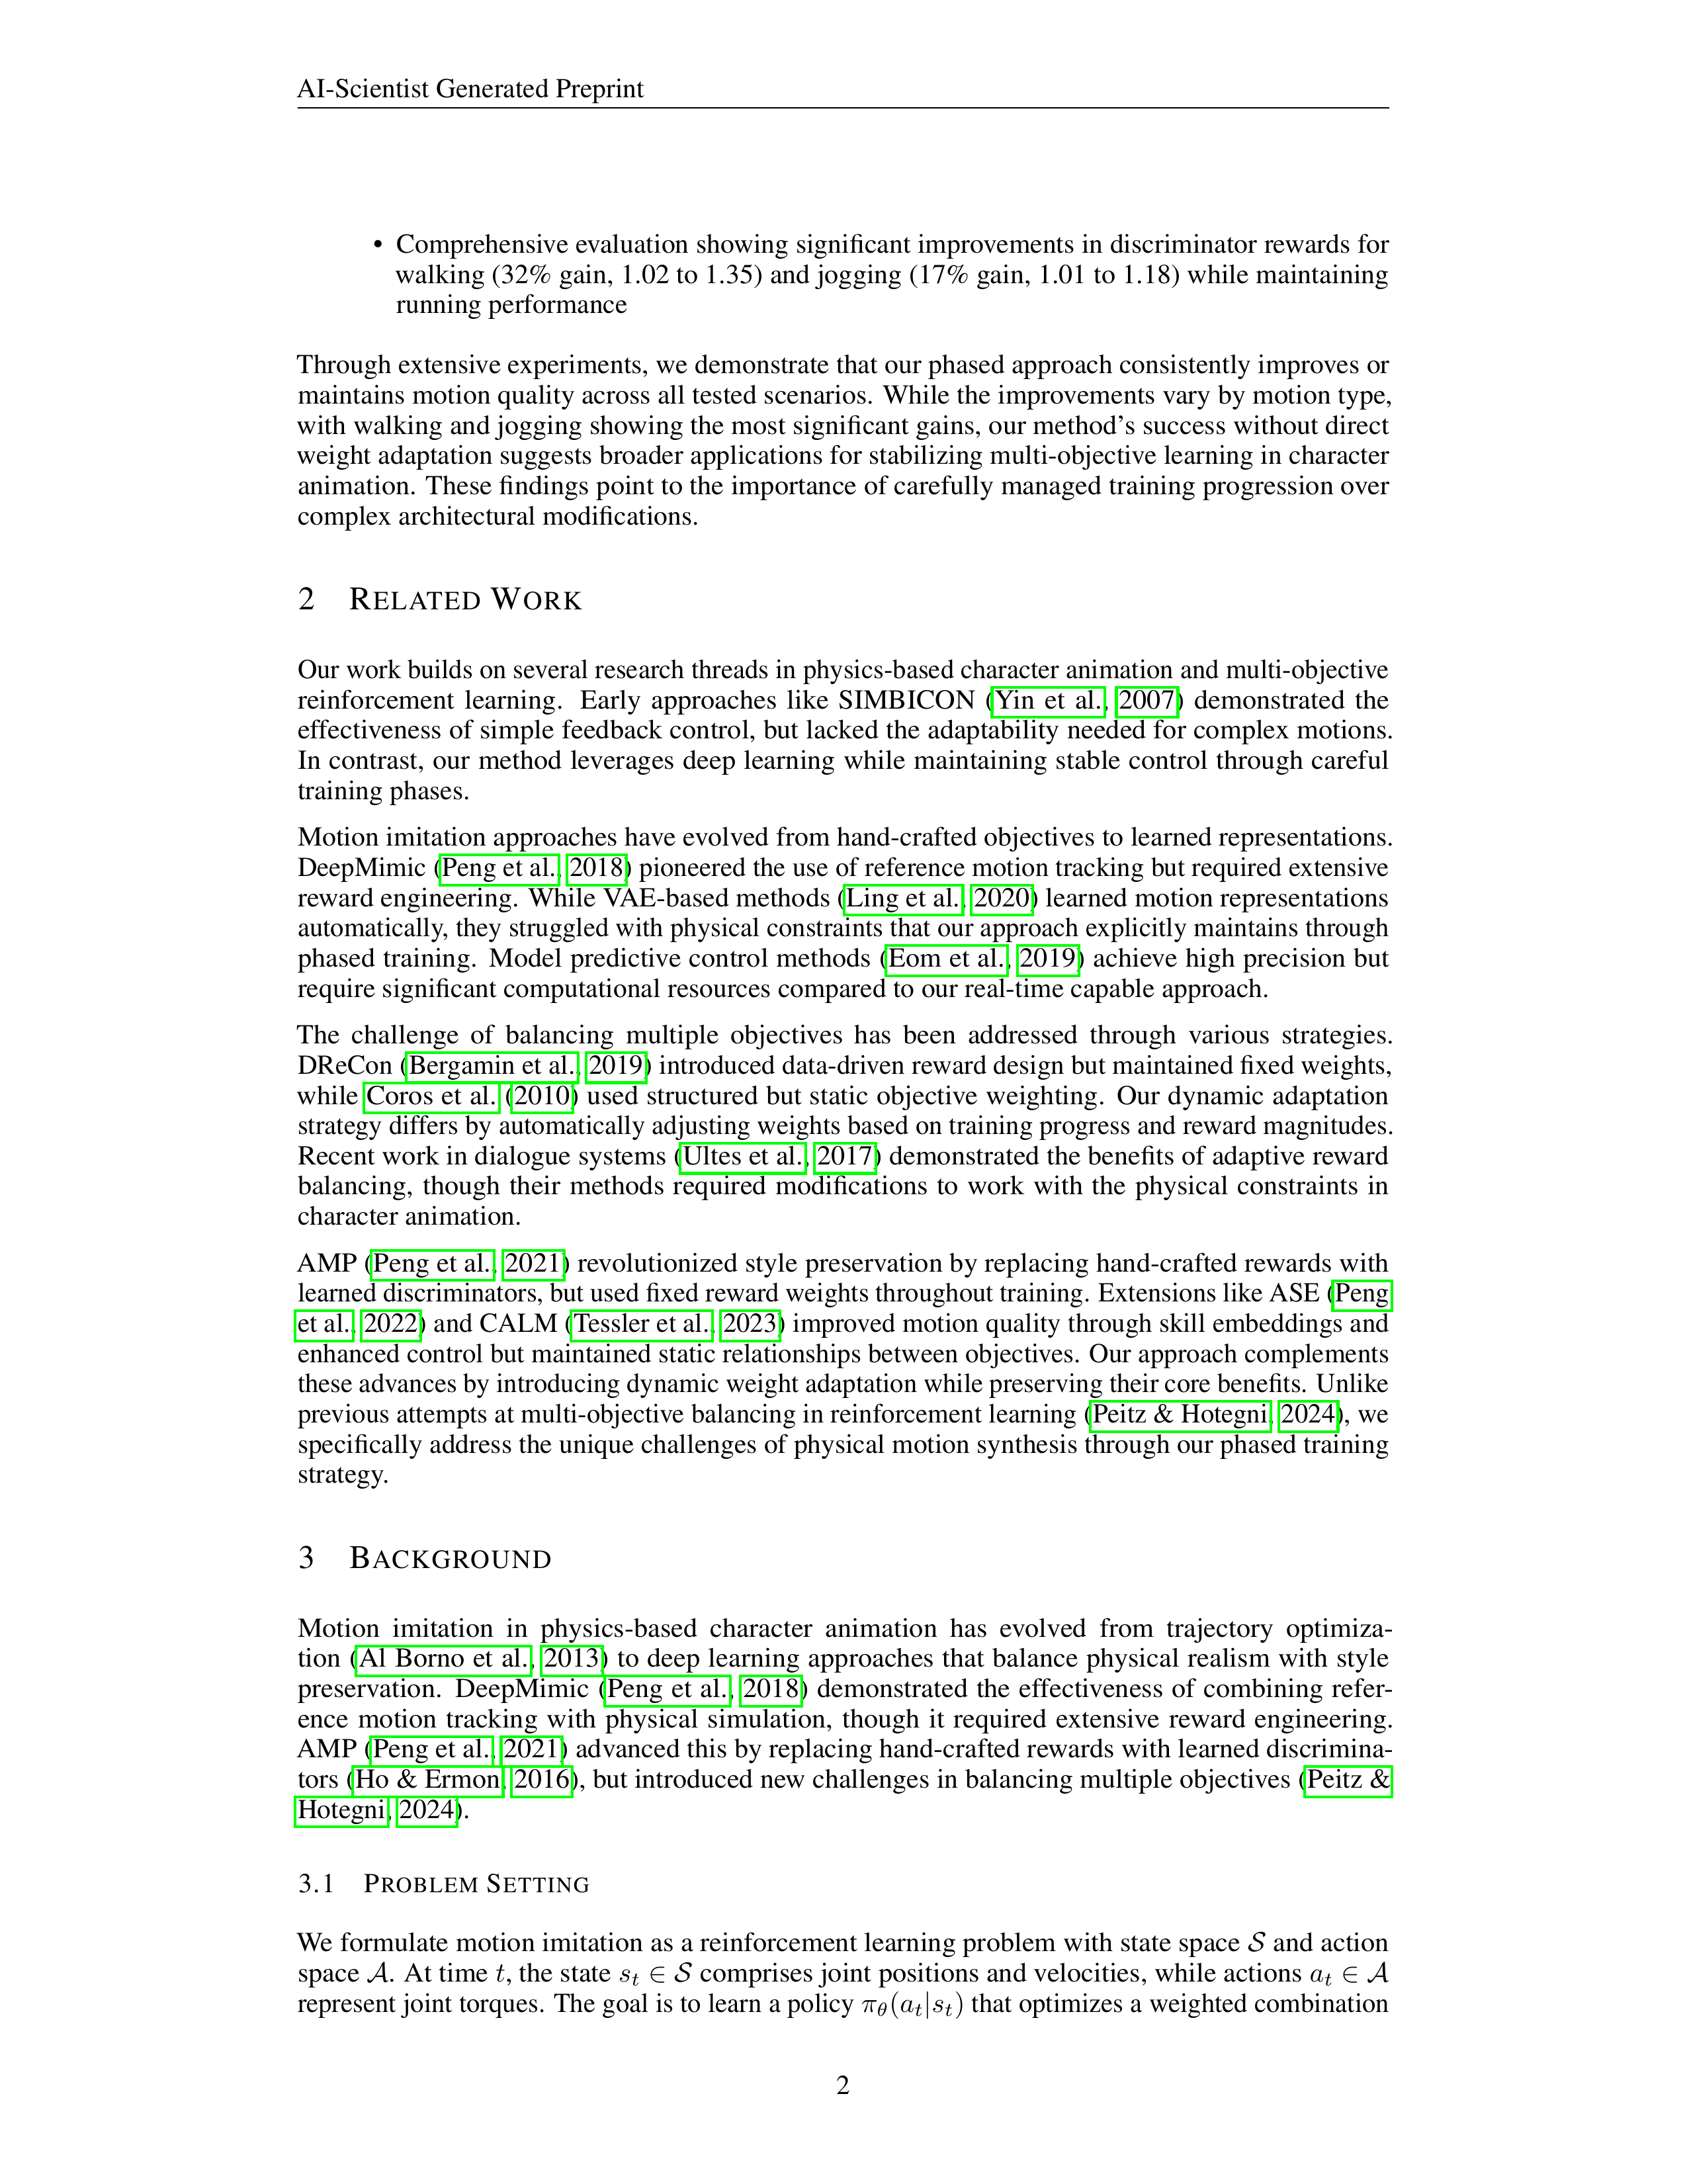 AI-Scientist Generated Preprint
• Comprehensive evaluation showing significant improvements in discriminator rewards for
walking (32% gain, 1.02 to 1.35) and jogging (17% gain, 1.01 to 1.18) while maintaining
running performance
Through extensive experiments, we demonstrate that our phased approach consistently improves or
maintains motion quality across all tested scenarios. While the improvements vary by motion type,
with walking and jogging showing the most significant gains, our method's success without direct
weight adaptation suggests broader applications for stabilizing multi-objective learning in character
animation. These findings point to the importance of carefully managed training progression over
complex architectural modifications.
2 RELATED WORK
Our work builds on several research threads in physics-based character animation and multi-objective
reinforcement learning. Early approaches like SIMBICON (Yin et al., 2007) demonstrated the
effectiveness of simple feedback control, but lacked the adaptability needed for complex motions.
In contrast, our method leverages deep learning while maintaining stable control through careful
training phases.
Motion imitation approaches have evolved from hand-crafted objectives to learned representations.
DeepMimic (Peng et al., 2018) pioneered the use of reference motion tracking but required extensive
reward engineering. While VAE-based methods (Ling et al., 2020) learned motion representations
automatically, they struggled with physical constraints that our approach explicitly maintains through
phased training. Model predictive control methods (Eom et al., 2019) achieve high precision but
require significant computational resources compared to our real-time capable approach.
The challenge of balancing multiple objectives has been addressed through various strategies.
DReCon (Bergamin et al., 2019) introduced data-driven reward design but maintained fixed weights,
while Coros et al. (2010) used structured but static objective weighting. Our dynamic adaptation
strategy differs by automatically adjusting weights based on training progress and reward magnitudes.
Recent work in dialogue systems (Ultes et al., 2017) demonstrated the benefits of adaptive reward
balancing, though their methods required modifications to work with the physical constraints in
character animation.
AMP (Peng et al., 2021) revolutionized style preservation by replacing hand-crafted rewards with
learned discriminators, but used fixed reward weights throughout training. Extensions like ASE (Peng
et al., 2022) and CALM (Tessler et al., 2023) improved motion quality through skill embeddings and
enhanced control but maintained static relationships between objectives. Our approach complements
these advances by introducing dynamic weight adaptation while preserving their core benefits. Unlike
previous attempts at multi-objective balancing in reinforcement learning (Peitz & Hotegni, 2024), we
specifically address the unique challenges of physical motion synthesis through our phased training
strategy.
3 BACKGROUND
Motion imitation in physics-based character animation has evolved from trajectory optimiza-
tion (Al Borno et al., 2013) to deep learning approaches that balance physical realism with style
preservation. DeepMimic (Peng et al., 2018) demonstrated the effectiveness of combining refer-
ence motion tracking with physical simulation, though it required extensive reward engineering.
AMP (Peng et al., 2021) advanced this by replacing hand-crafted rewards with learned discrimina-
tors (Ho & Ermon, 2016), but introduced new challenges in balancing multiple objectives (Peitz &
Hotegni, 2024).
3.1 PROBLEM SETTING
We formulate motion imitation as a reinforcement learning problem with state space 𝒮 and action
space 𝒜. At time t, the state sₜ ∈ 𝒮 comprises joint positions and velocities, while actions aₜ ∈ 𝒜
represent joint torques. The goal is to learn a policy π_θ(aₜ|sₜ) that optimizes a weighted combination
2